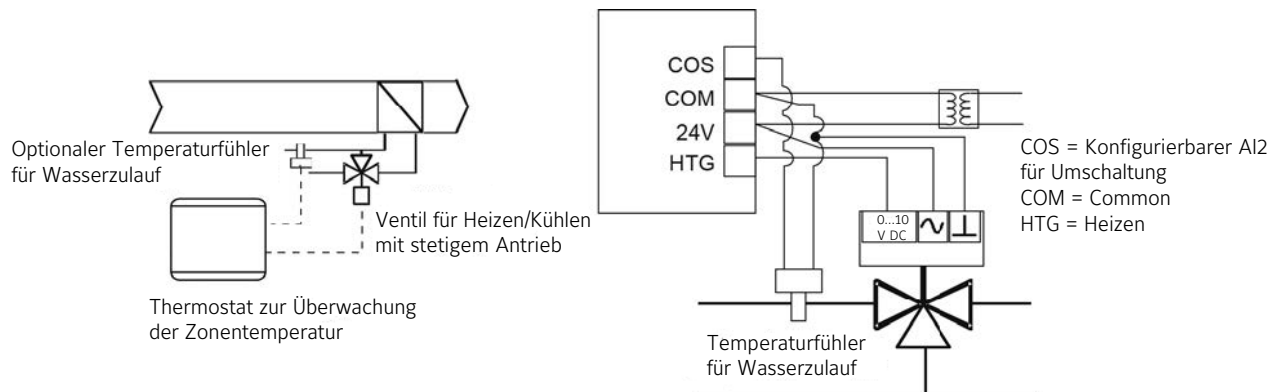 Optionaler Temperaturfühler
für Wasserzulauf
Ventil für Heizen/Kühlen
mit stetigem Antrieb
Thermostat zur Überwachung
der Zonentemperatur
COS
COM
24V
HTG
0...10
V DC
Temperaturfühler
für Wasserzulauf
COS = Konfigurierbarer AI2
für Umschaltung
COM = Common
HTG = Heizen